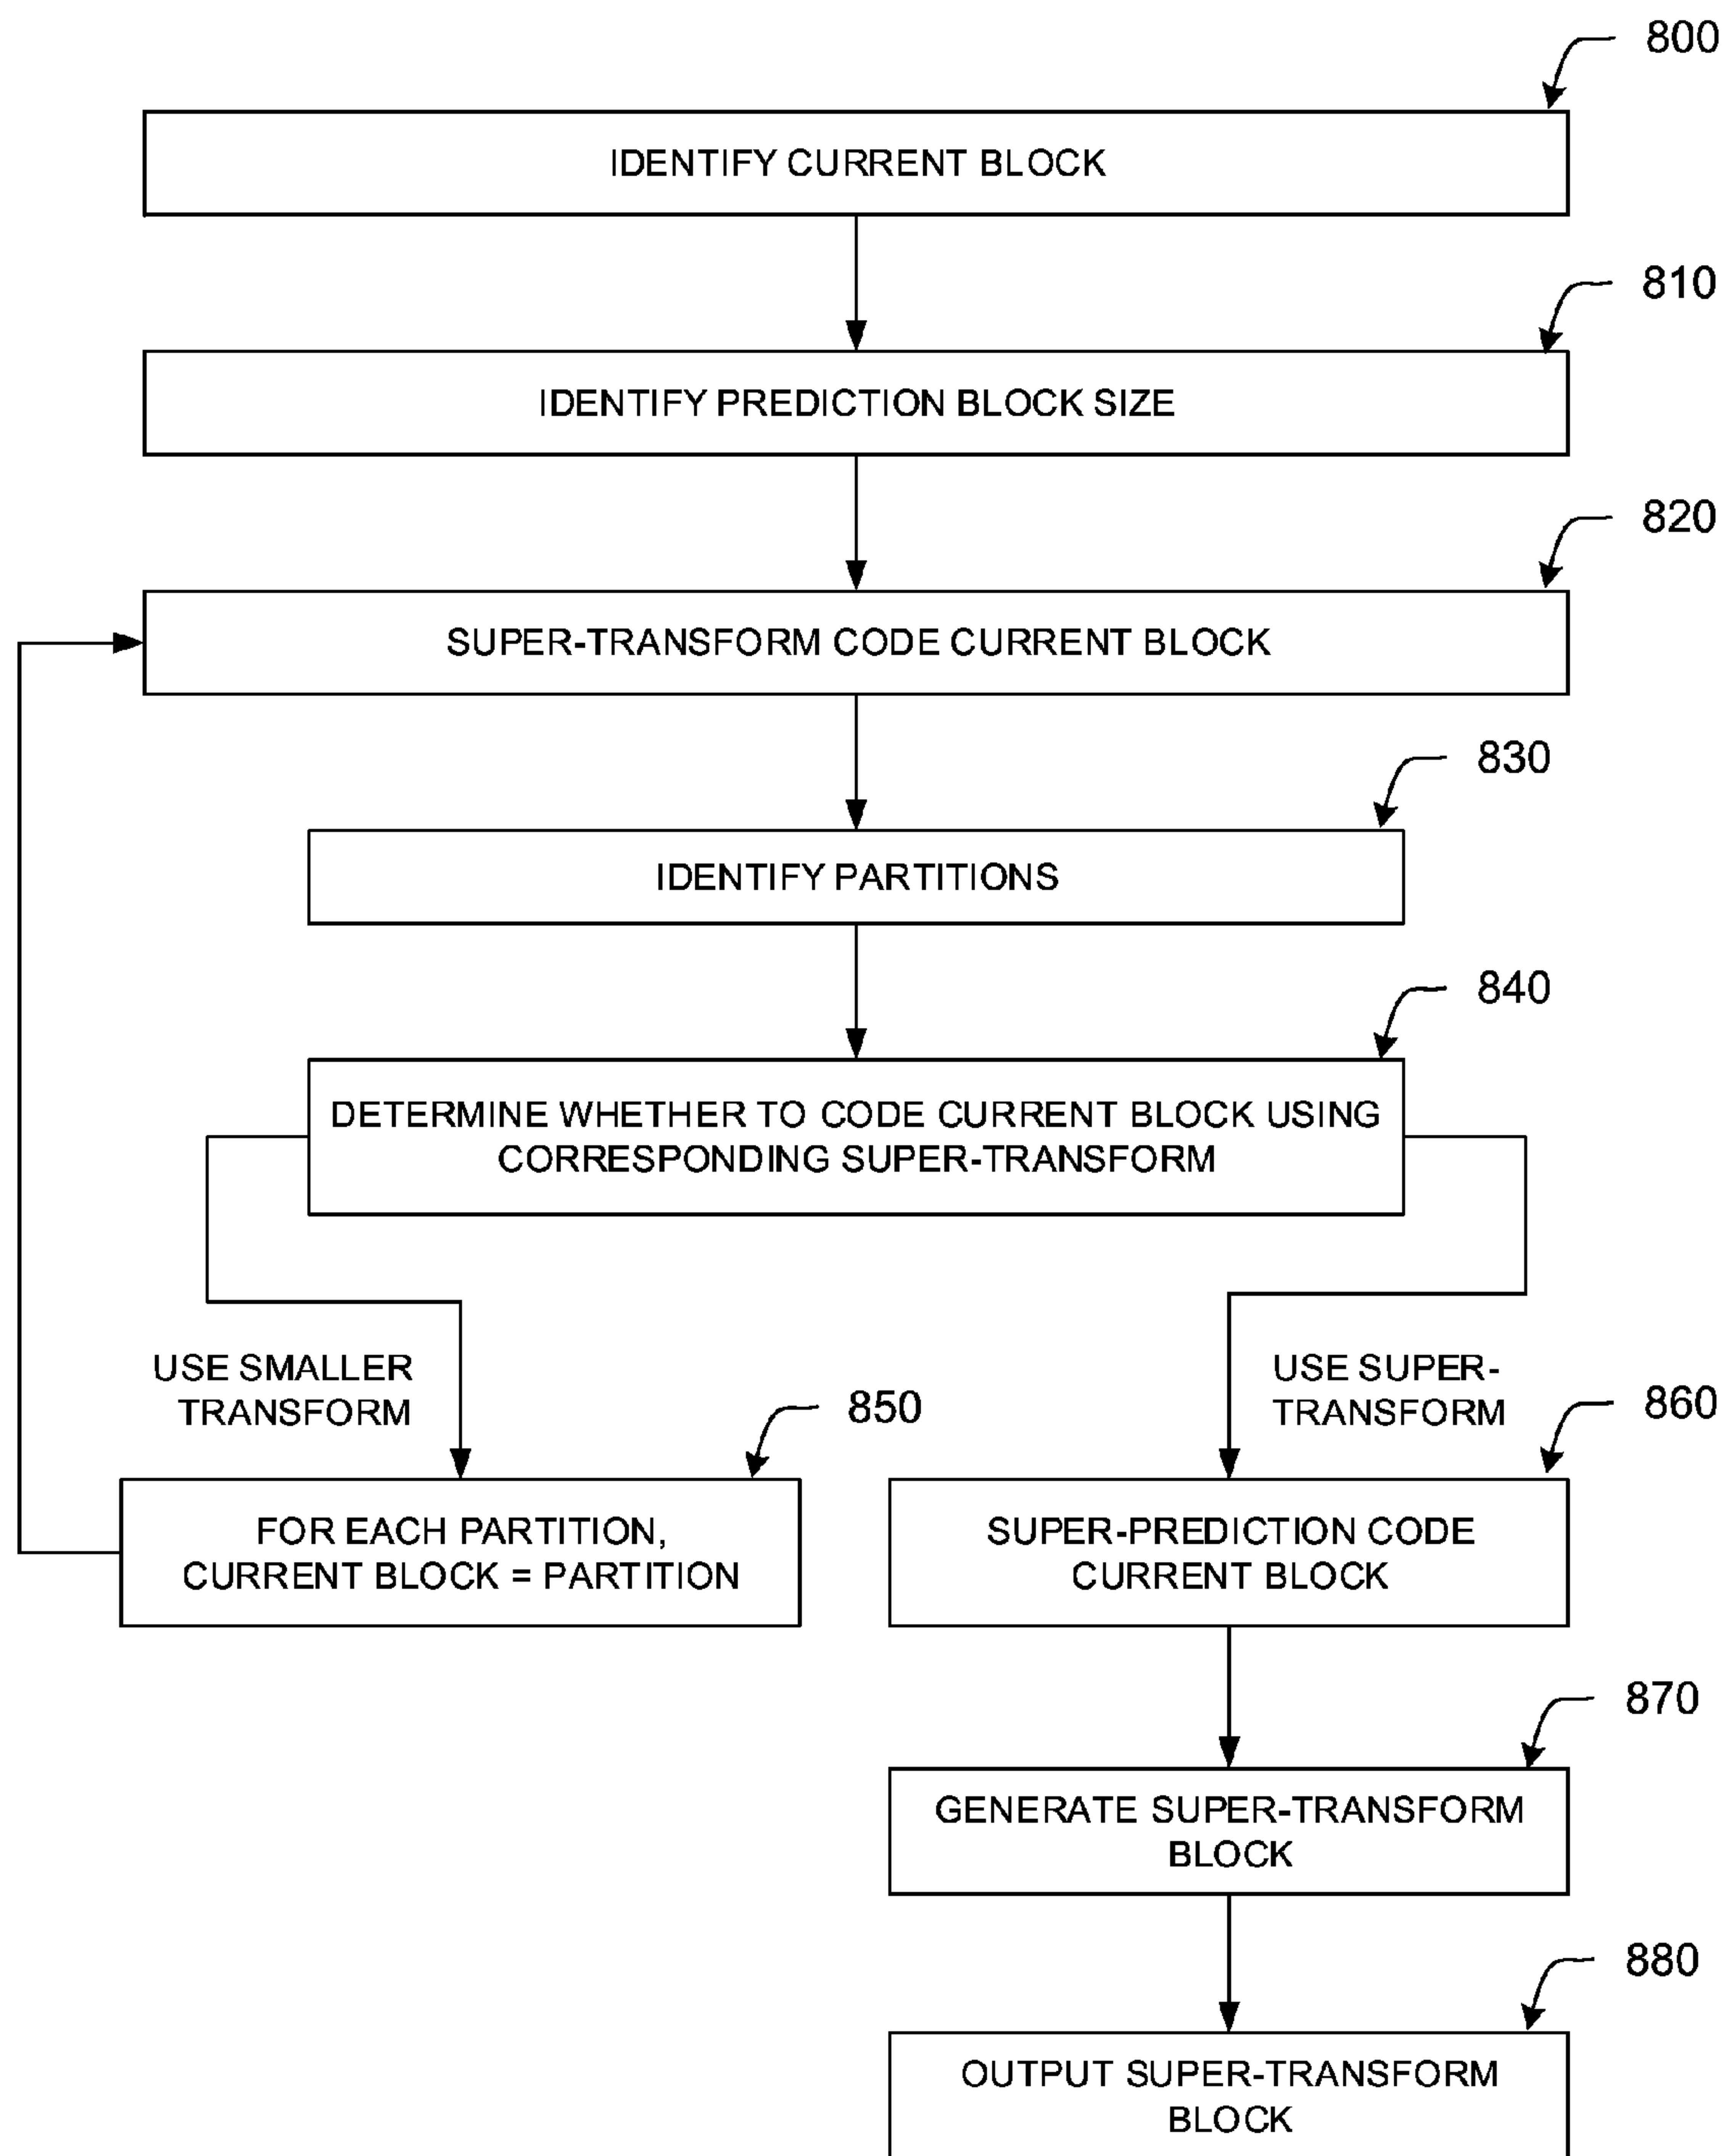 800
IDENTIFY CURRENT BLOCK
810
IDENTIFY PREDICTION BLOCK SIZE
820
SUPER-TRANSFORM CODE CURRENT BLOCK
830
IDENTIFY PARTITIONS
840
DETERMINE WHETHER TO CODE CURRENT BLOCK USING
CORRESPONDING SUPER-TRANSFORM
USE SMALLER
TRANSFORM
850
USE SUPER-
TRANSFORM
860
FOR EACH PARTITION,
CURRENT BLOCK = PARTITION
SUPER-PREDICTION CODE
CURRENT BLOCK
870
GENERATE SUPER-TRANSFORM
BLOCK
880
OUTPUT SUPER-TRANSFORM
BLOCK